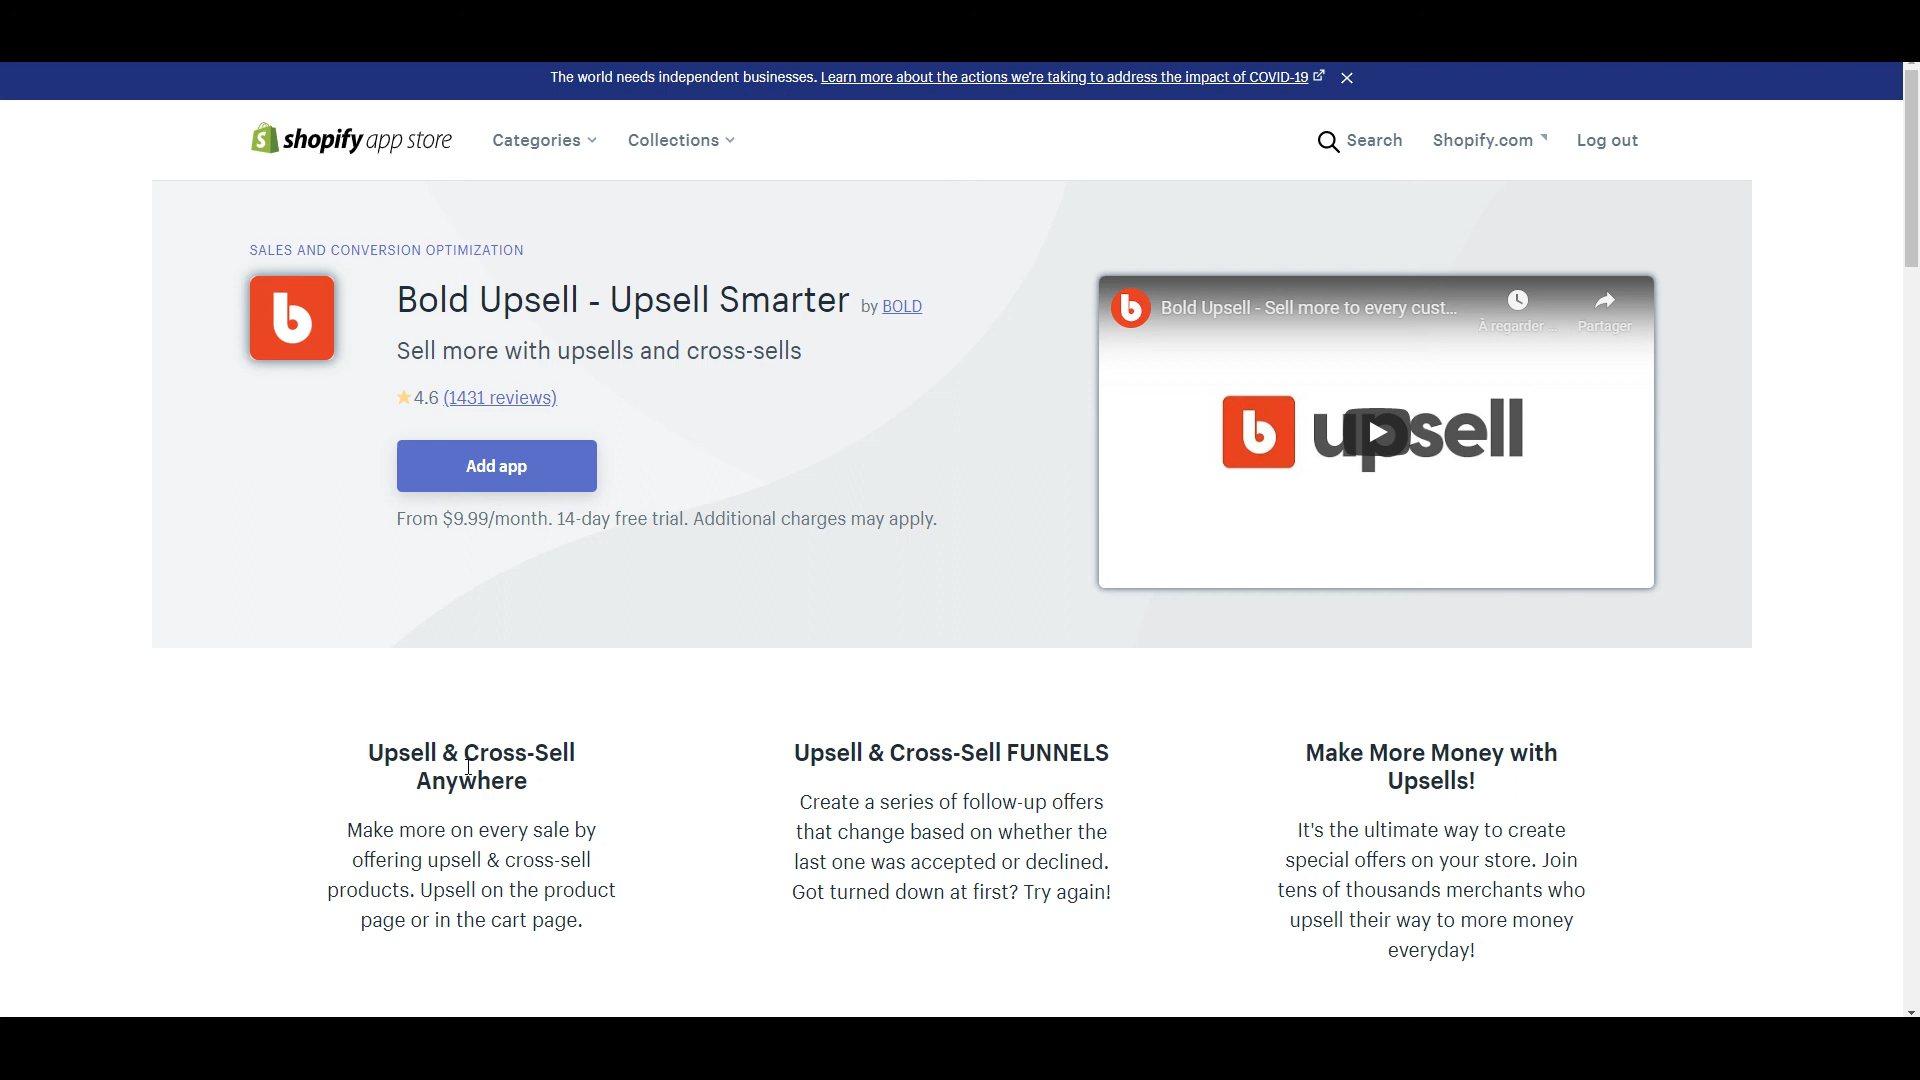 The world needs independent businesses. Learn more about the actions we're taking to address the impact of COVID-19
shopify app store Categories Collections Search Shopify.com Log out
SALES AND CONVERSION OPTIMIZATION
b
Bold Upsell - Upsell Smarter by BOLD
Sell more with upsells and cross-sells
4.6 (1431 reviews)
Add app
From $9.99/month. 14-day free trial. Additional charges may apply.
b Bold Upsell - Sell more to every cust...
À regarder ... Partager
b upsell
Upsell & Cross-Sell
Anywhere
Make more on every sale by
offering upsell & cross-sell
products. Upsell on the product
page or in the cart page.
Upsell & Cross-Sell FUNNELS
Create a series of follow-up offers
that change based on whether the
last one was accepted or declined.
Got turned down at first? Try again!
Make More Money with
Upsells!
It's the ultimate way to create
special offers on your store. Join
tens of thousands merchants who
upsell their way to more money
everyday!